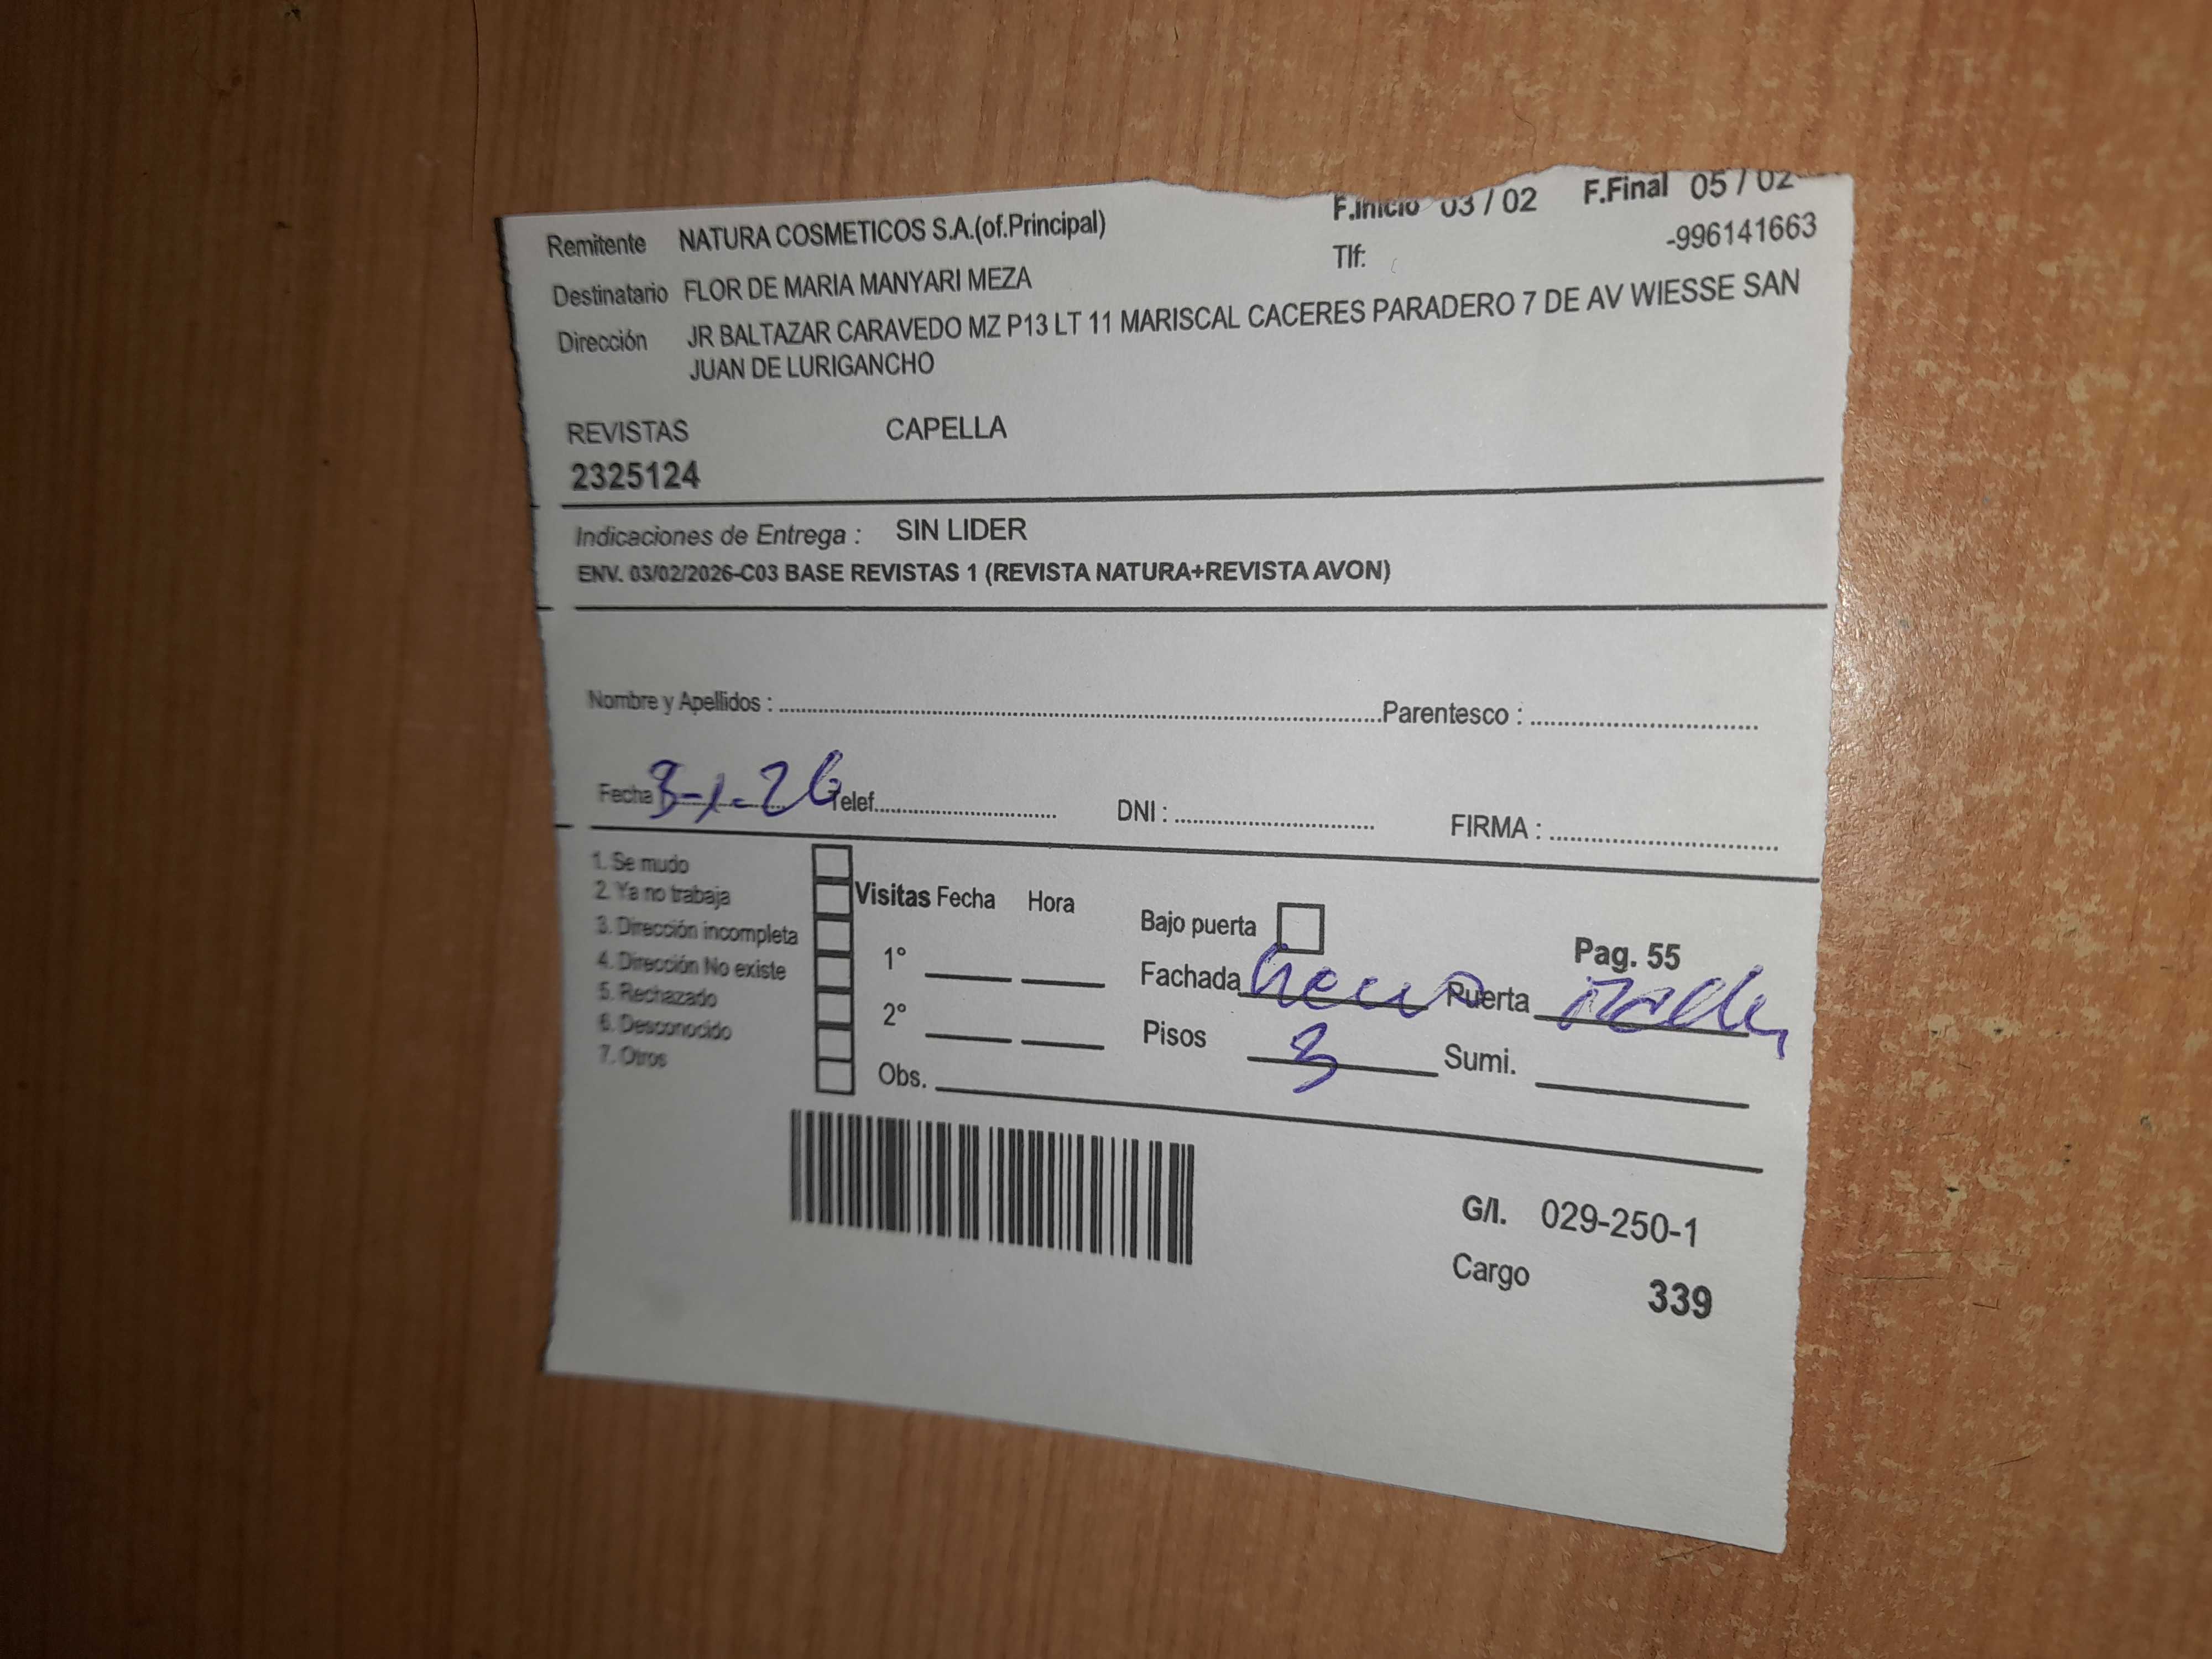 F.Inicio 03 / 02 F.Final 05 / 02
Remitente NATURA COSMETICOS S.A.(of.Principal)
Tlf: -996141663
Destinatario FLOR DE MARIA MANYARI MEZA
Dirección JR BALTAZAR CARAVEDO MZ P13 LT 11 MARISCAL CACERES PARADERO 7 DE AV WIESSE SAN
JUAN DE LURIGANCHO
REVISTAS CAPELLA
2325124
Indicaciones de Entrega : SIN LIDER
ENV. 03/02/2026-C03 BASE REVISTAS 1 (REVISTA NATURA+REVISTA AVON)
Nombre y Apellidos : Parentesco :
Fecha 3-1-26 Telef. DNI : FIRMA :
1. Se mudo
2. Ya no trabaja
3. Dirección incompleta
4. Dirección No existe
5. Rechazado
6. Desconocido
7. Otros
Visitas Fecha Hora
1°
2°
Obs.
Bajo puerta
Pag. 55
Fachada Puerta
Pisos 3 Sumi.
G/I. 029-250-1
Cargo 339